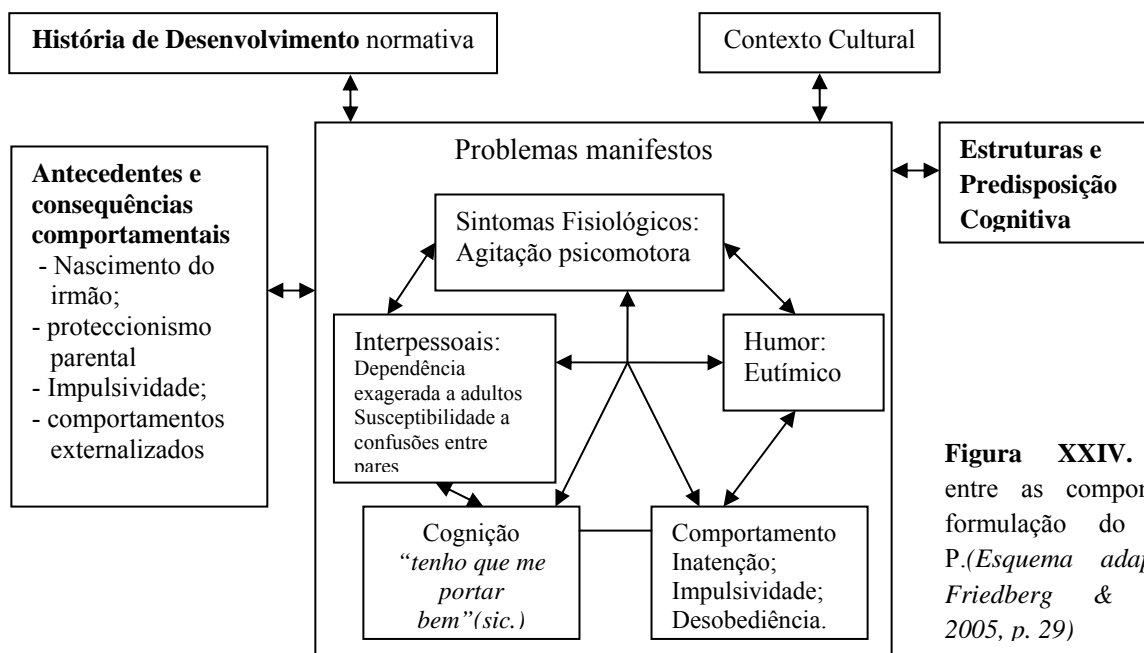 História de Desenvolvimento normativa
Contexto Cultural
Antecedentes e
consequências
comportamentais
- Nascimento do
irmão;
- proteccionismo
parental
- Impulsividade;
- comportamentos
externalizados
Problemas manifestos
Sintomas Fisiológicos:
Agitação psicomotora
Interpessoais:
Dependência
exagerada a adultos
Susceptibilidade a
confusões entre
pares
Humor:
Eutímico
Cognição
“tenho que me
portar
bem”(sic.)
Comportamento
Inatenção;
Impulsividade;
Desobediência.
Estruturas e
Predisposição
Cognitiva
Figura XXIV.
entre as
formulação do
P.(Esquema
Friedberg &
2005, p. 29)